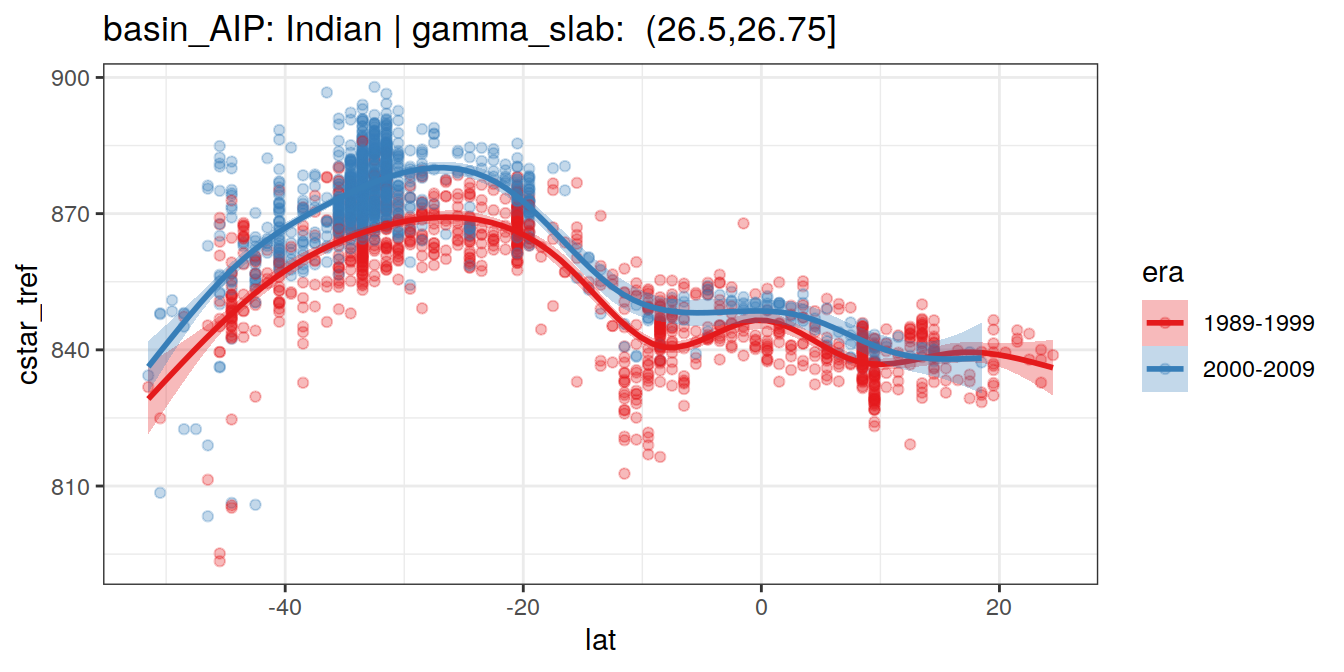 basin_AIP: Indian | gamma_slab:  (26.5,26.75]
900
870
840
810
cstar_tref
-40
-20
0
20
lat
era
1989-1999
2000-2009